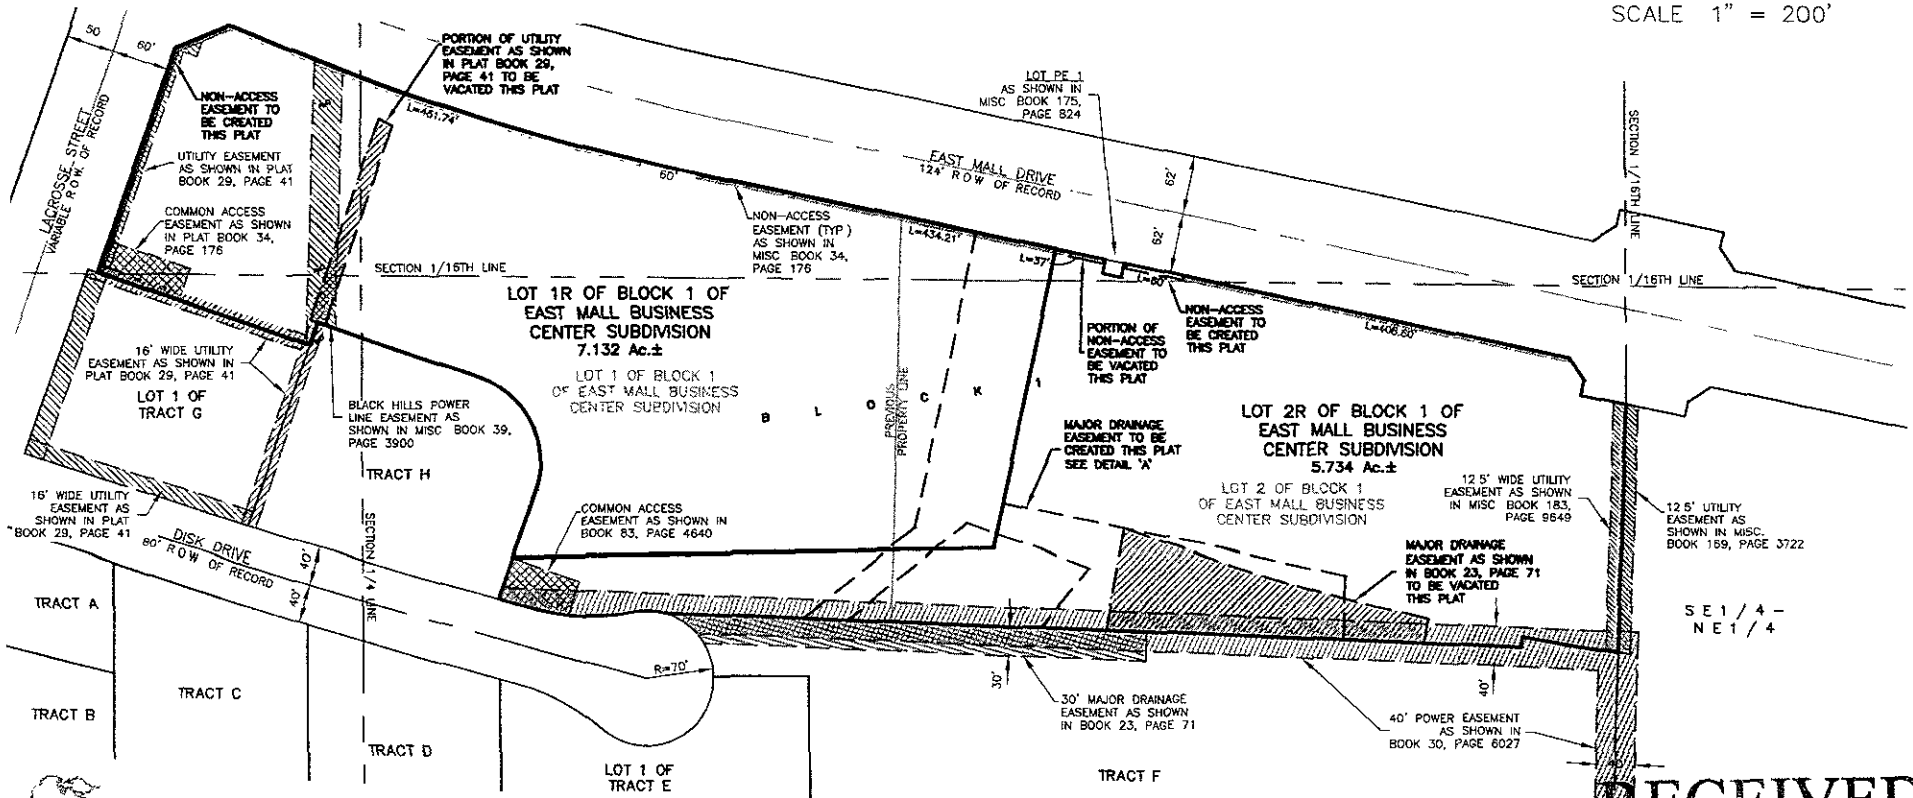 SCALE 1" = 200'
50
60'
PORTION OF UTILITY
EASEMENT AS SHOWN
IN PLAT BOOK 29,
PAGE 41 TO BE
VACATED THIS PLAT
LOT PE 1
AS SHOWN IN
MISC BOOK 175,
PAGE 824
NON-ACCESS
EASEMENT TO
BE CREATED
THIS PLAT
L=451.74'
SECTION 1/16TH LINE
LACROSSE STREET
VARIABLE R.O.W. OF RECORD
UTILITY EASEMENT
AS SHOWN IN PLAT
BOOK 29, PAGE 41
EAST MALL DRIVE
124' R O W OF RECORD
62'
62'
60'
COMMON ACCESS
EASEMENT AS SHOWN
IN PLAT BOOK 34,
PAGE 176
NON-ACCESS
EASEMENT (TYP )
AS SHOWN IN
MISC BOOK 34,
PAGE 176
L=434.21'
L=37'
L=60'
SECTION 1/16TH LINE
SECTION 1/16TH LINE
LOT 1R OF BLOCK 1 OF
EAST MALL BUSINESS
CENTER SUBDIVISION
7.132 Ac.±
LOT 1 OF BLOCK 1
OF EAST MALL BUSINESS
CENTER SUBDIVISION
PORTION OF
NON-ACCESS
EASEMENT TO
BE VACATED
THIS PLAT
NON-ACCESS
EASEMENT TO
BE CREATED
THIS PLAT
L=406.60'
16' WIDE UTILITY
EASEMENT AS SHOWN IN
PLAT BOOK 29, PAGE 41
LOT 1 OF
TRACT G
BLACK HILLS POWER
LINE EASEMENT AS
SHOWN IN MISC BOOK 39,
PAGE 3900
TRACT H
B L O C K 1
PREVIOUS
PROPERTY LINE
MAJOR DRAINAGE
EASEMENT TO BE
CREATED THIS PLAT
SEE DETAIL 'A'
LOT 2R OF BLOCK 1 OF
EAST MALL BUSINESS
CENTER SUBDIVISION
5.734 Ac.±
LOT 2 OF BLOCK 1
OF EAST MALL BUSINESS
CENTER SUBDIVISION
12 5' WIDE UTILITY
EASEMENT AS SHOWN
IN MISC BOOK 183,
PAGE 9649
12 5' UTILITY
EASEMENT AS
SHOWN IN MISC.
BOOK 169, PAGE 3722
16' WIDE UTILITY
EASEMENT AS
SHOWN IN PLAT
BOOK 29, PAGE 41
COMMON ACCESS
EASEMENT AS SHOWN IN
BOOK 83, PAGE 4640
SECTION 1/4 LINE
DISK DRIVE
80' R O W OF RECORD
40'
40'
MAJOR DRAINAGE
EASEMENT AS SHOWN
IN BOOK 23, PAGE 71
TO BE VACATED
THIS PLAT
S E 1 / 4 -
N E 1 / 4
TRACT A
TRACT B
TRACT C
TRACT D
R=70'
30'
30' MAJOR DRAINAGE
EASEMENT AS SHOWN
IN BOOK 23, PAGE 71
40'
40' POWER EASEMENT
AS SHOWN IN
BOOK 30, PAGE 6027
LOT 1 OF
TRACT E
TRACT F
40
RECEIVED